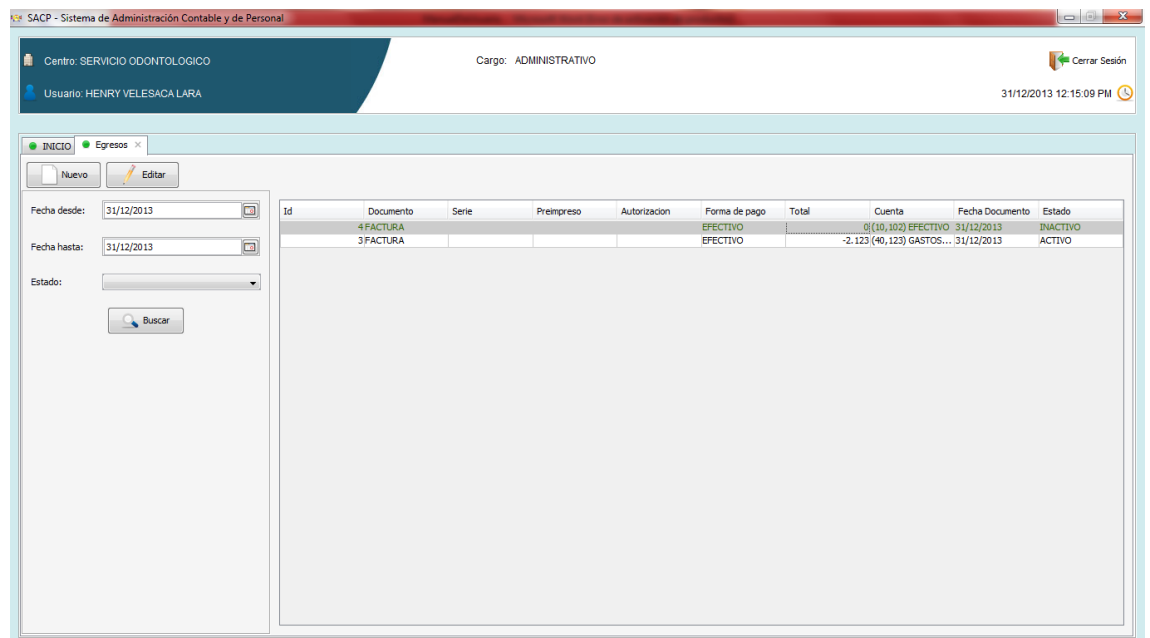 SACP - Sistema de Administración Contable y de Personal
Centro: SERVICIO ODONTOLOGICO
Cargo: ADMINISTRATIVO
Cerrar Sesión
Usuario: HENRY VELESACA LARA
31/12/2013 12:15:09 PM
INICIO
Egresos
Nuevo
Editar
Fecha desde: 31/12/2013
Fecha hasta: 31/12/2013
Estado:
Buscar
Id Documento Serie Preimpreso Autorizacion Forma de pago Total Cuenta Fecha Documento Estado
4 FACTURA EFECTIVO 0 (10,102) EFECTIVO 31/12/2013 INACTIVO
3 FACTURA EFECTIVO -2.123 (40,123) GASTOS... 31/12/2013 ACTIVO